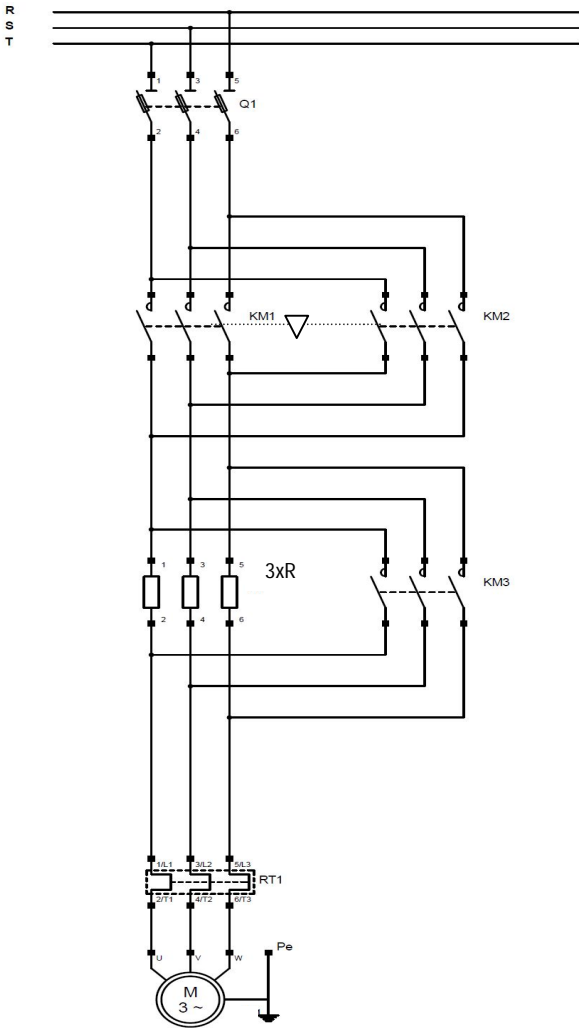 R
S
T
1 3 5
Q1
2 4 6
KM1 KM2
1 3 5
3xR
KM3
2 4 6
1/L1 3/L2 5/L3
RT1
2/T1 4/T2 6/T3
Pe
U V W
M
3 ~